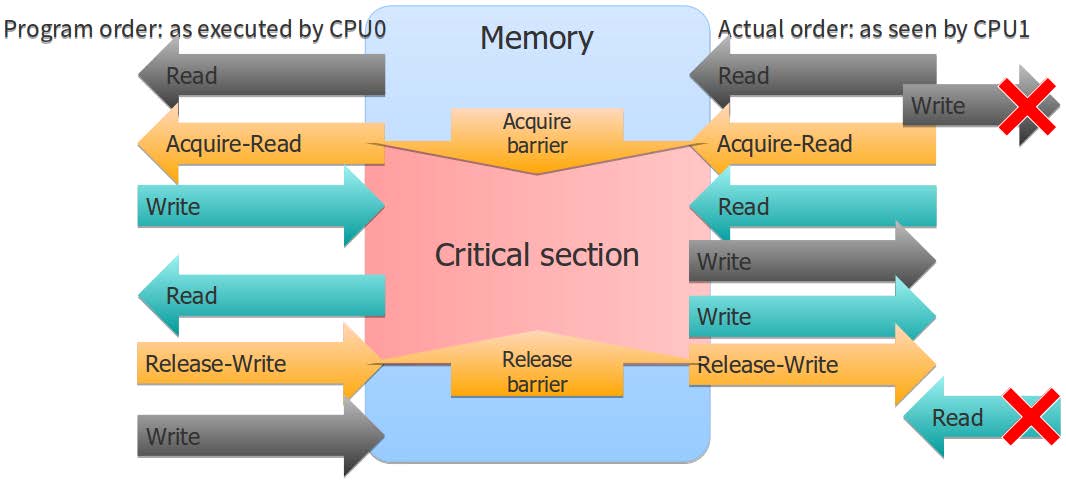 Program order: as executed by CPU0
Memory
Actual order: as seen by CPU1
Read
Read
Write
Acquire
barrier
Acquire-Read
Acquire-Read
Write
Read
Critical section
Write
Read
Write
Release
barrier
Release-Write
Release-Write
Write
Read